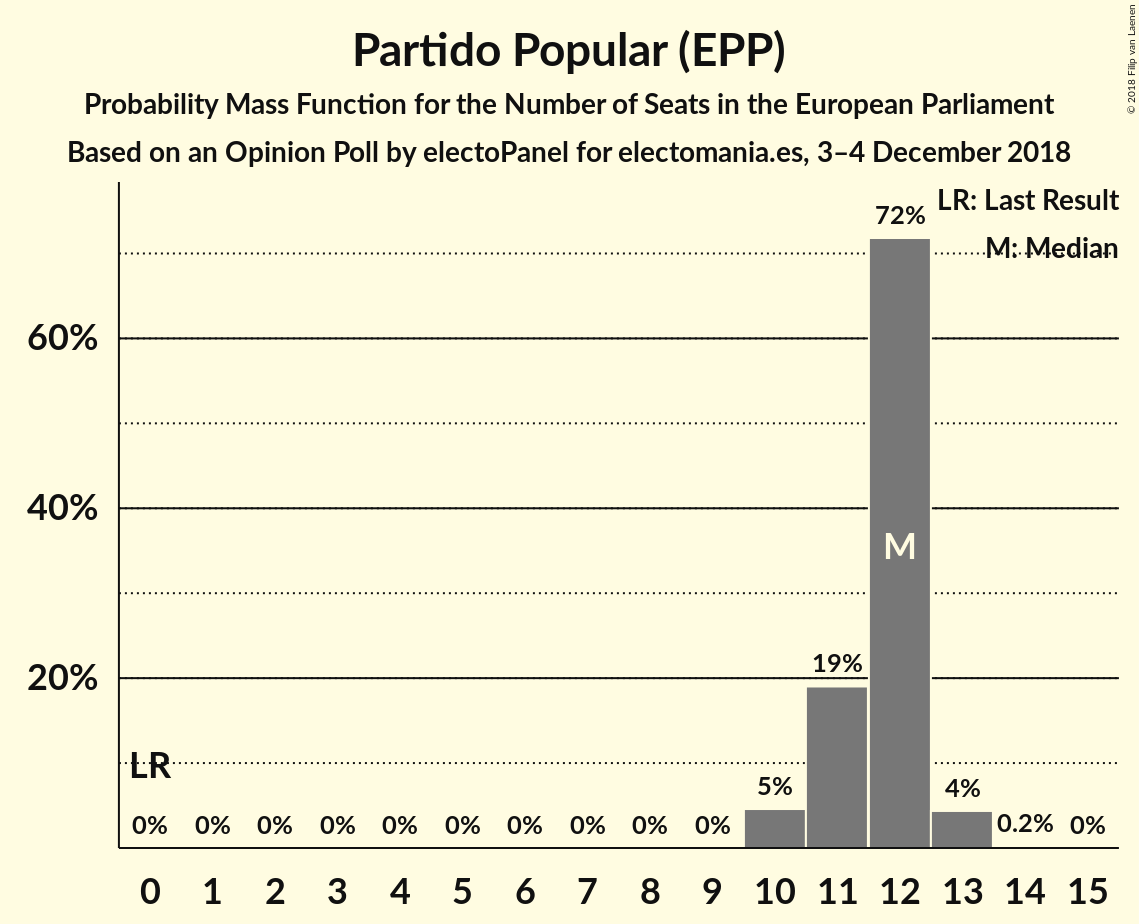 Partido Popular (EPP)
Probability Mass Function for the Number of Seats in the European Parliament
Based on an Opinion Poll by electoPanel for electomania.es, 3–4 December 2018
© 2018 Filip van Laenen
LR: Last Result
M: Median
60%
40%
20%
LR
M
0% 0% 0% 0% 0% 0% 0% 0% 0% 0% 5% 19% 72% 4% 0.2% 0%
0 1 2 3 4 5 6 7 8 9 10 11 12 13 14 15